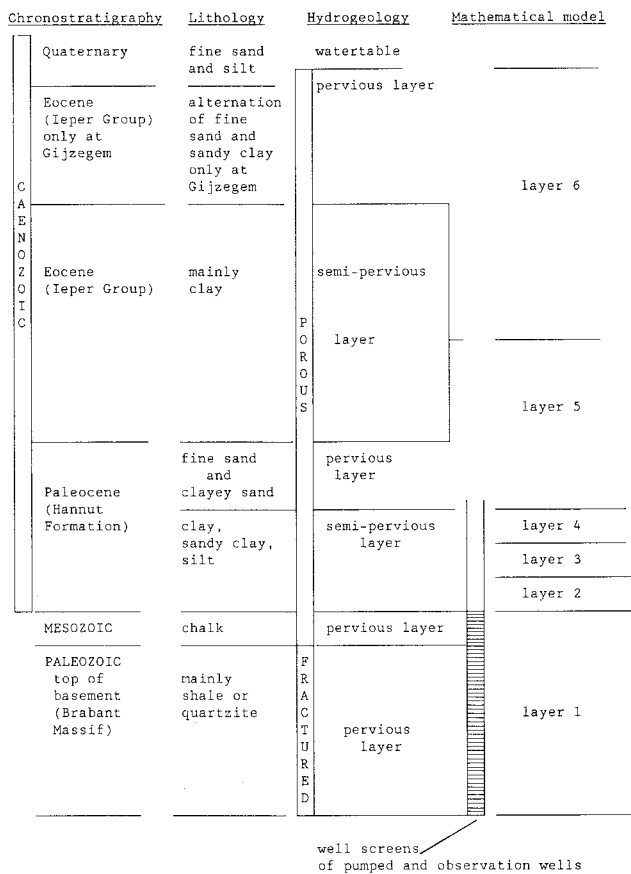 Chronostratigraphy Lithology Hydrogeology Mathematical model
Quaternary
fine sand
and silt
watertable
pervious layer
Eocene
(Ieper Group)
only at
Gijzegem
alternation
of fine
sand and
sandy clay
only at
Gijzegem
layer 6
CAENOZOIC
Eocene
(Ieper Group)
mainly
clay
semi-pervious
layer
POROUS
layer 5
fine sand
and
clayey sand
pervious
layer
Paleocene
(Hannut
Formation)
clay,
sandy clay,
silt
semi-pervious
layer
layer 4
layer 3
layer 2
MESOZOIC
chalk
pervious layer
PALEOZOIC
top of
basement
(Brabant
Massif)
mainly
shale or
quartzite
FRACTURED
pervious
Layer
layer 1
well screens
of pumped and observation wells